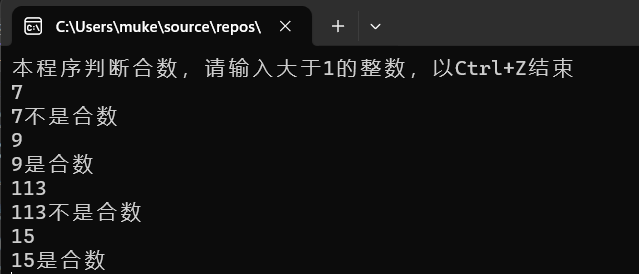 C:\Users\muke\source\repos\
本程序判断合数，请输入大于1的整数，以Ctrl+Z结束
7
7不是合数
9
9是合数
113
113不是合数
15
15是合数